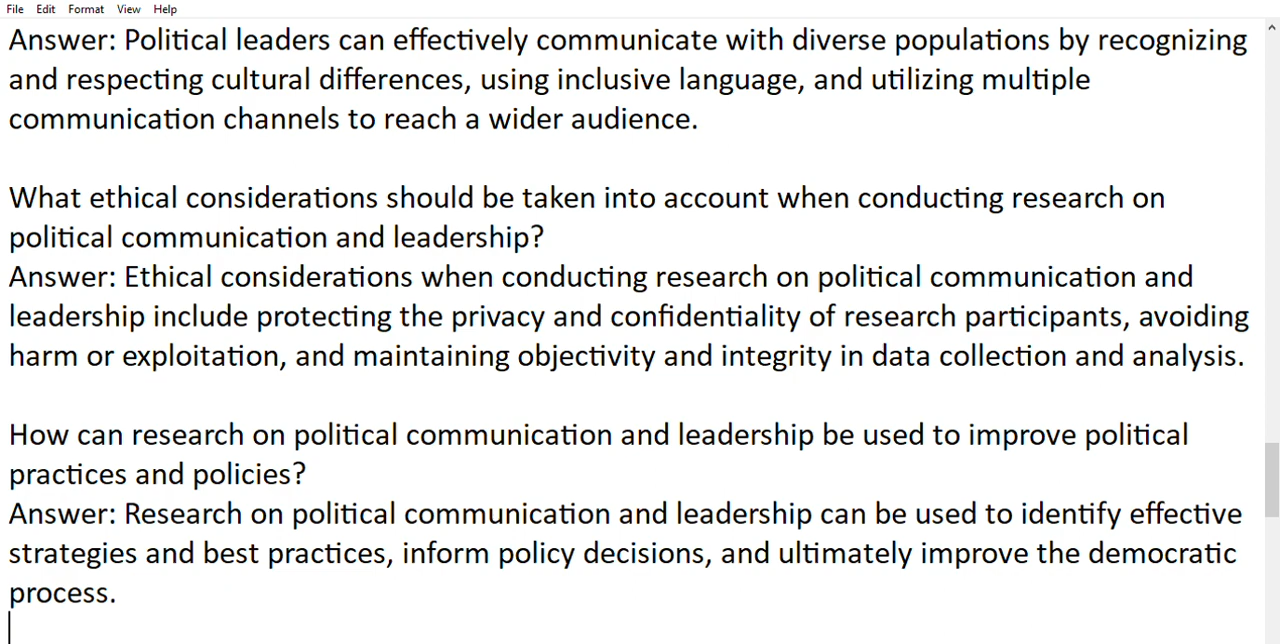 File Edit Format View Help
Answer: Political leaders can effectively communicate with diverse populations by recognizing
and respecting cultural differences, using inclusive language, and utilizing multiple
communication channels to reach a wider audience.
What ethical considerations should be taken into account when conducting research on
political communication and leadership?
Answer: Ethical considerations when conducting research on political communication and
leadership include protecting the privacy and confidentiality of research participants, avoiding
harm or exploitation, and maintaining objectivity and integrity in data collection and analysis.
How can research on political communication and leadership be used to improve political
practices and policies?
Answer: Research on political communication and leadership can be used to identify effective
strategies and best practices, inform policy decisions, and ultimately improve the democratic
process.